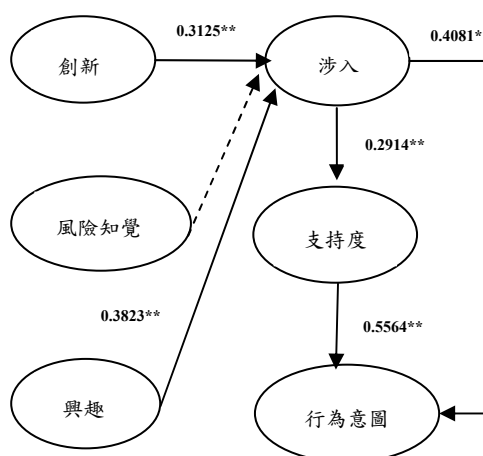 0.3125**
0.4081*
創新
涉入
0.2914**
風險知覺
支持度
0.3823**
0.5564**
興趣
行為意圖